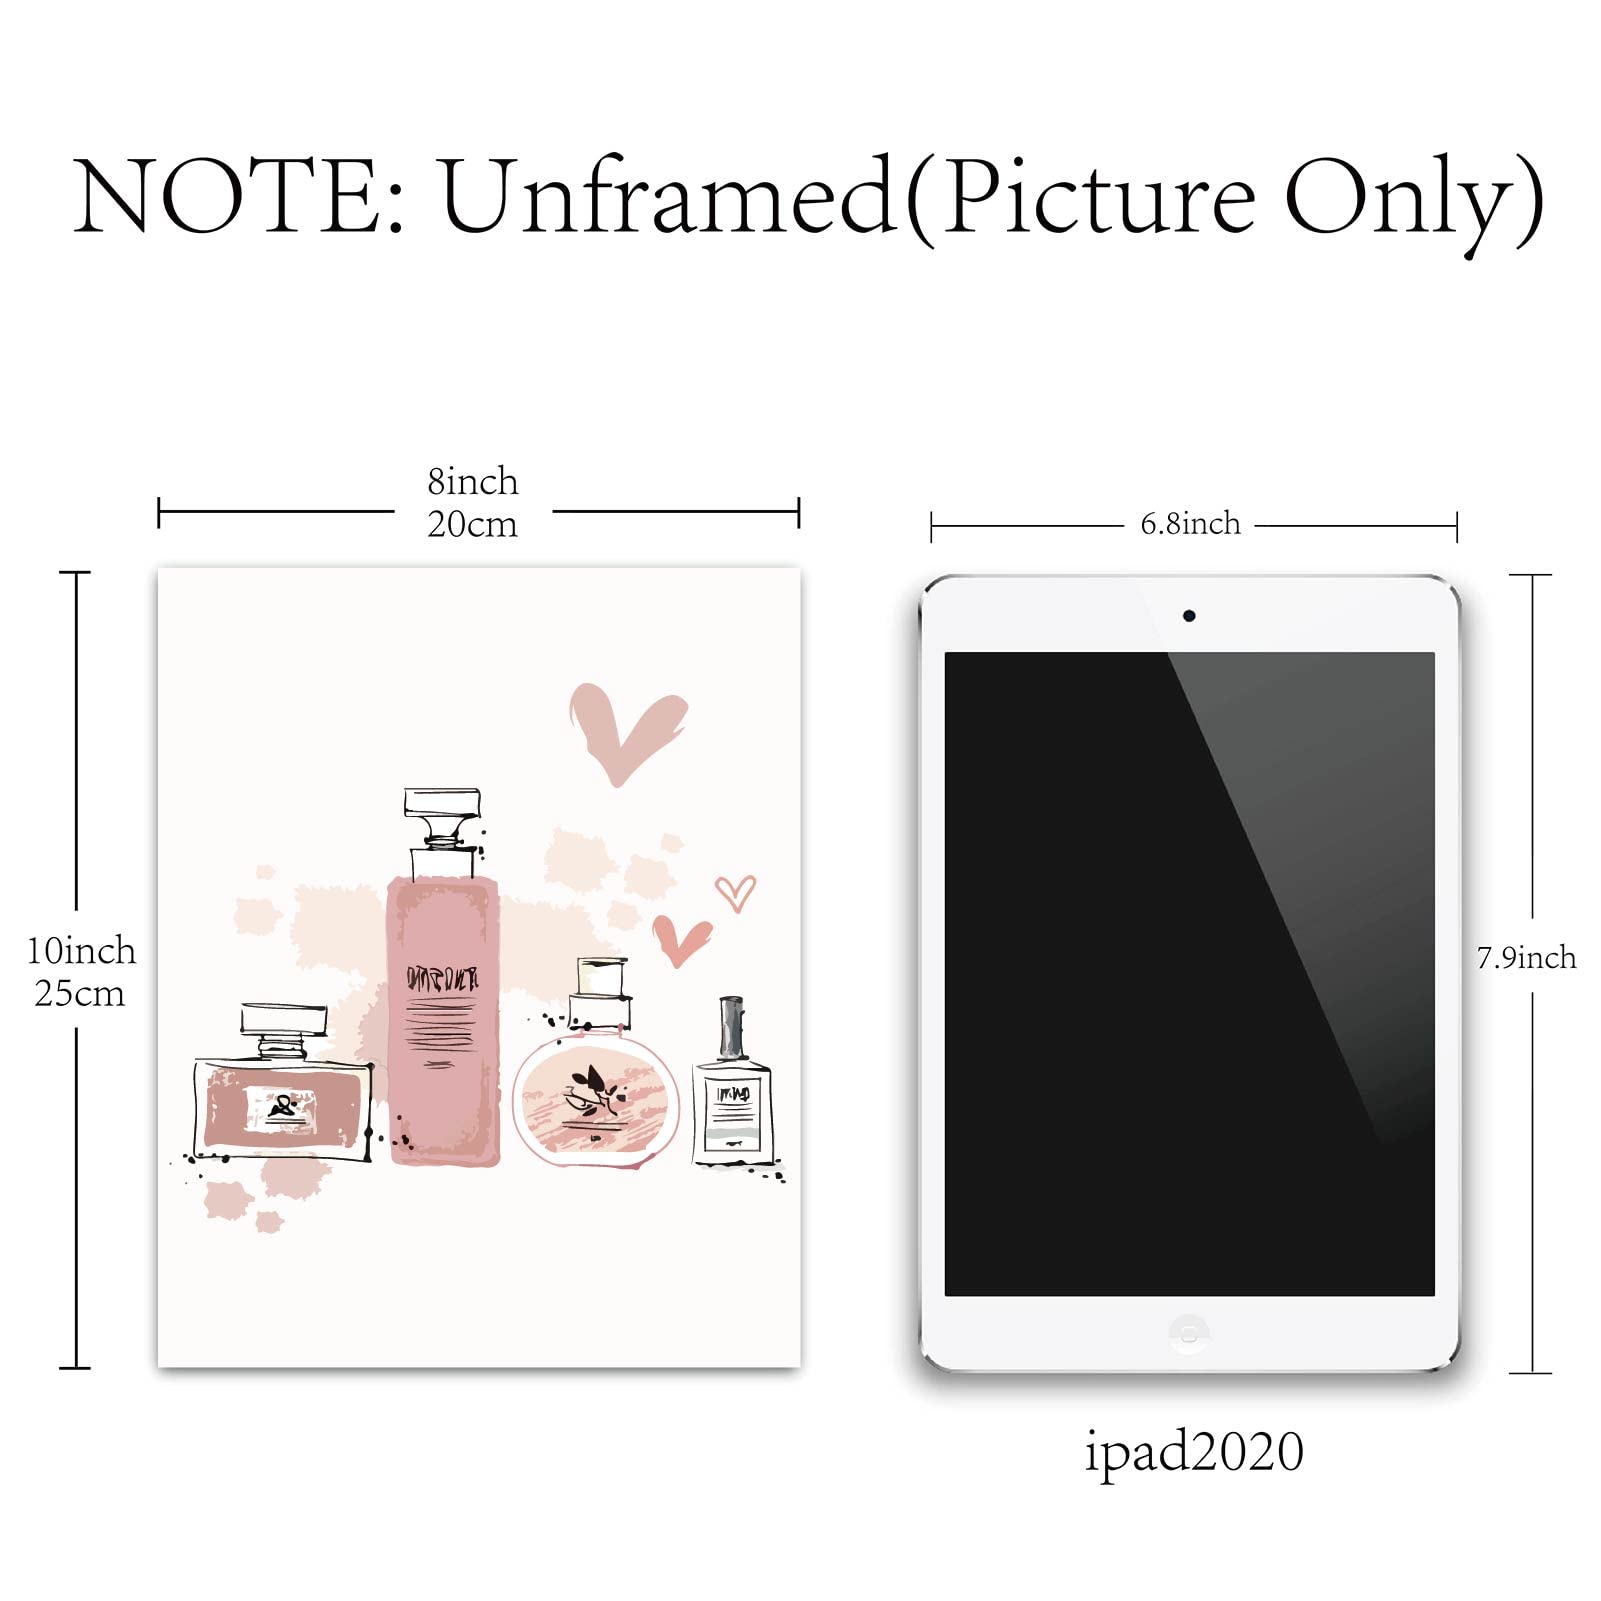 NOTE: Unframed(Picture Only)
8inch
20cm
6.8inch
10inch
25cm
7.9inch
ipad2020